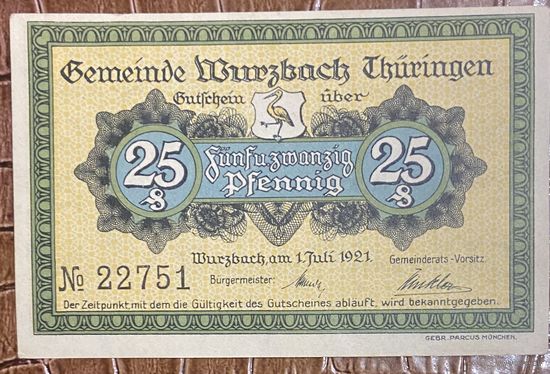 Gemeinde Wurzbach Thüringen
Gutschein über
25 Fünfuzwanzig 25
₰ Pfennig ₰
Wurzbach, am 1. Juli 1921. Gemeinderats-Vorsitz.
No 22751 Bürgermeister:
Der Zeitpunkt, mit dem die Gültigkeit des Gutscheines abläuft, wird bekanntgegeben.
GEBR. PARCUS MÜNCHEN.